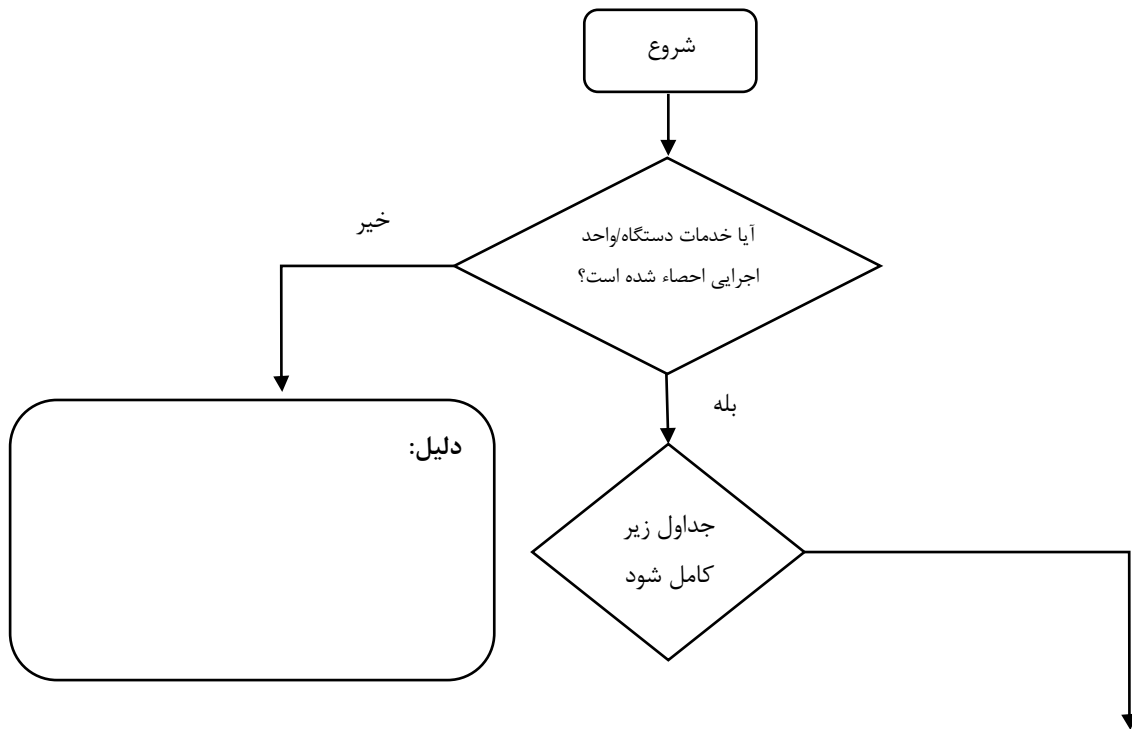 شروع
آیا خدمات دستگاه/واحد
اجرایی احصاء شده است؟
خیر
بله
دلیل:
جداول زیر
کامل شود